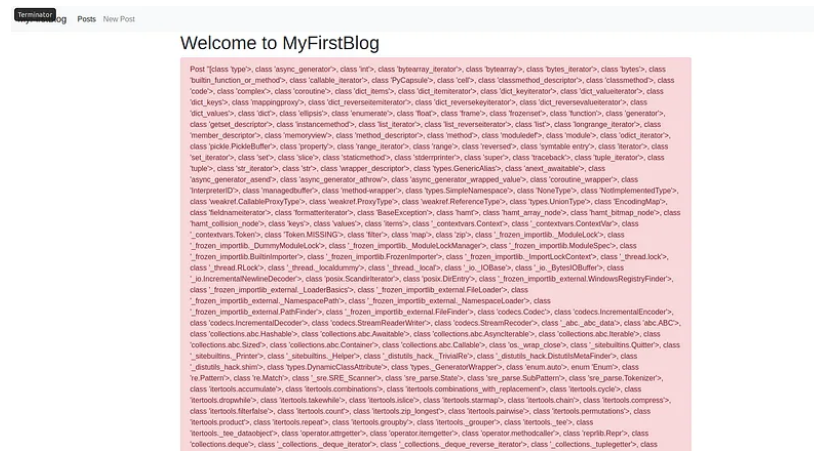 Terminator
Blog Posts New Post
Welcome to MyFirstBlog
Post "[class 'type'>, class 'async_generator'>, class 'int'>, class 'bytearray_iterator'>, class 'bytearray'>, class 'bytes_iterator'>, class 'bytes'>, class
'builtin_function_or_method'>, class 'callable_iterator'>, class 'PyCapsule'>, class 'cell'>, class 'classmethod_descriptor'>, class 'classmethod'>, class
'code'>, class 'complex'>, class 'coroutine'>, class 'dict_items'>, class 'dict_itemiterator'>, class 'dict_keyiterator'>, class 'dict_valueiterator'>, class
'dict_keys'>, class 'mappingproxy'>, class 'dict_reverseitemiterator'>, class 'dict_reversekeyiterator'>, class 'dict_reversevalueiterator'>, class
'dict_values'>, class 'dict'>, class 'ellipsis'>, class 'enumerate'>, class 'float'>, class 'frame'>, class 'frozenset'>, class 'function'>, class 'generator'>,
class 'getset_descriptor'>, class 'instancemethod'>, class 'list_iterator'>, class 'list_reverseiterator'>, class 'list'>, class 'longrange_iterator'>, class
'member_descriptor'>, class 'memoryview'>, class 'method_descriptor'>, class 'method'>, class 'moduledef'>, class 'module'>, class 'odict_iterator'>, class
'pickle.PickleBuffer'>, class 'property'>, class 'range_iterator'>, class 'range'>, class 'reversed'>, class 'symtable entry'>, class 'iterator'>, class
'set_iterator'>, class 'set'>, class 'slice'>, class 'staticmethod'>, class 'stderrprinter'>, class 'super'>, class 'traceback'>, class 'tuple_iterator'>, class
'tuple'>, class 'str_iterator'>, class 'str'>, class 'wrapper_descriptor'>, class 'types.GenericAlias'>, class 'anext_awaitable'>, class
'async_generator_asend'>, class 'async_generator_athrow'>, class 'async_generator_wrapped_value'>, class 'coroutine_wrapper'>, class
'InterpreterID'>, class 'managedbuffer'>, class 'method-wrapper'>, class 'types.SimpleNamespace'>, class 'NoneType'>, class 'NotImplementedType'>, class
'weakref.CallableProxyType'>, class 'weakref.ProxyType'>, class 'weakref.ReferenceType'>, class 'types.UnionType'>, class 'EncodingMap'>,
class 'fieldnameiterator'>, class 'formatteriterator'>, class 'BaseException'>, class 'hamt'>, class 'hamt_array_node'>, class 'hamt_bitmap_node'>, class
'hamt_collision_node'>, class 'keys'>, class 'values'>, class 'items'>, class '_contextvars.Context'>, class '_contextvars.ContextVar'>, class
'_contextvars.Token'>, class 'Token.MISSING'>, class 'filter'>, class 'map'>, class 'zip'>, class '_frozen_importlib._ModuleLock'>, class
'_frozen_importlib._DummyModuleLock'>, class '_frozen_importlib._ModuleLockManager'>, class '_frozen_importlib.ModuleSpec'>, class
'_frozen_importlib.BuiltinImporter'>, class '_frozen_importlib.FrozenImporter'>, class '_frozen_importlib._ImportLockContext'>, class '_thread.lock'>,
class '_thread.RLock'>, class '_thread._localdummy'>, class '_thread._local'>, class '_io._IOBase'>, class '_io._BytesIOBuffer'>, class
'_io.IncrementalNewlineDecoder'>, class 'posix.ScandirIterator'>, class 'posix.DirEntry'>, class '_frozen_importlib_external.WindowsRegistryFinder'>,
class '_frozen_importlib_external._LoaderBasics'>, class '_frozen_importlib_external.FileLoader'>, class
'_frozen_importlib_external._NamespacePath'>, class '_frozen_importlib_external._NamespaceLoader'>, class
'_frozen_importlib_external.PathFinder'>, class '_frozen_importlib_external.FileFinder'>, class 'codecs.Codec'>, class 'codecs.IncrementalEncoder'>,
class 'codecs.IncrementalDecoder'>, class 'codecs.StreamReaderWriter'>, class 'codecs.StreamRecoder'>, class '_abc._abc_data'>, class 'abc.ABC'>,
class 'collections.abc.Hashable'>, class 'collections.abc.Awaitable'>, class 'collections.abc.AsyncIterable'>, class 'collections.abc.Iterable'>, class
'collections.abc.Sized'>, class 'collections.abc.Container'>, class 'collections.abc.Callable'>, class 'os._wrap_close'>, class '_sitebuiltins.Quitter'>, class
'_sitebuiltins._Printer'>, class '_sitebuiltins._Helper'>, class '_distutils_hack._TrivialRe'>, class '_distutils_hack.DistutilsMetaFinder'>, class
'_distutils_hack.shim'>, class 'types.DynamicClassAttribute'>, class 'types._GeneratorWrapper'>, class 'enum.auto'>, enum 'Enum'>, class
're.Pattern'>, class 're.Match'>, class '_sre.SRE_Scanner'>, class 'sre_parse.State'>, class 'sre_parse.SubPattern'>, class 'sre_parse.Tokenizer'>, class
'itertools.accumulate'>, class 'itertools.combinations'>, class 'itertools.combinations_with_replacement'>, class 'itertools.cycle'>, class
'itertools.dropwhile'>, class 'itertools.takewhile'>, class 'itertools.islice'>, class 'itertools.starmap'>, class 'itertools.chain'>, class 'itertools.compress'>,
class 'itertools.filterfalse'>, class 'itertools.count'>, class 'itertools.zip_longest'>, class 'itertools.pairwise'>, class 'itertools.permutations'>, class
'itertools.product'>, class 'itertools.repeat'>, class 'itertools.groupby'>, class 'itertools._grouper'>, class 'itertools._tee'>, class
'itertools._tee_dataobject'>, class 'operator.attrgetter'>, class 'operator.itemgetter'>, class 'operator.methodcaller'>, class 'reprlib.Repr'>, class
'collections.deque'>, class '_collections._deque_iterator'>, class '_collections._deque_reverse_iterator'>, class '_collections._tuplegetter'>, class